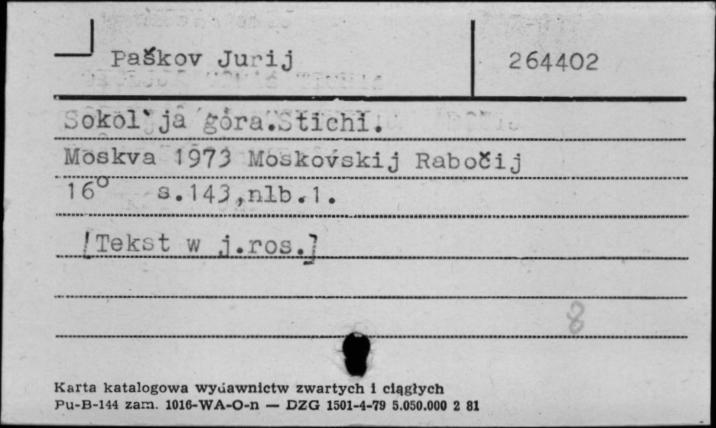 Paškov Jurij 264402
Sokol'ja góra.Stichi.
Moskva 1973 Moskovskij Rabočij
16° s.143,nlb.1.
[Tekst w j.ros.]
8
Karta katalogowa wydawnictw zwartych i ciągłych
Pu-B-144 zam. 1016-WA-O-n — DZG 1501-4-79 5.050.000 2 81